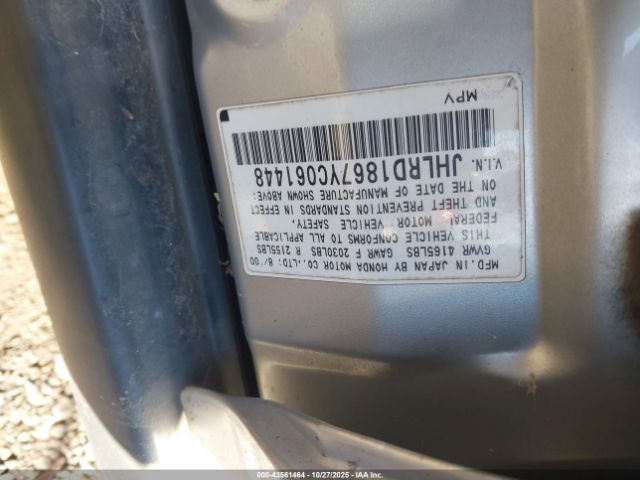 MFD.IN JAPAN BY HONDA MOTOR CO.,LTD: 8/00
GVWR 4165LBS GAWR F 2030LBS R 2155LBS
THIS VEHICLE CONFORMS TO ALL APPLICABLE
FEDERAL MOTOR VEHICLE SAFETY,
AND THEFT PREVENTION STANDARDS IN EFFECT
ON THE DATE OF MANUFACTURE SHOWN ABOVE:
V.I.N. JHLRD1867YC061448
MPV
00-43561464 - 10/27/2025 - IAA Inc.